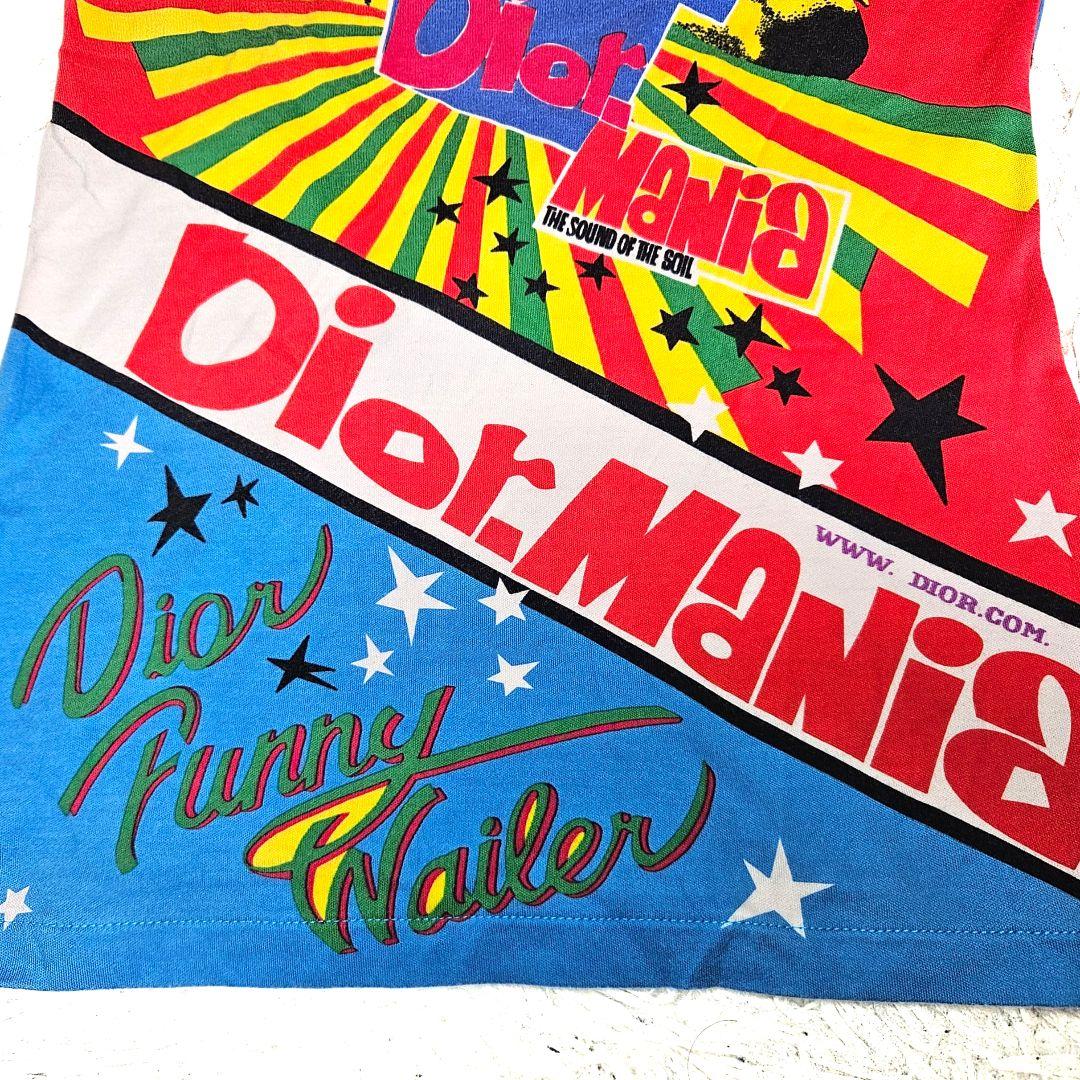 Dior.
Mania
THE SOUND OF THE SOIL
Dior.Mania
WWW. DIOR.COM.
Dior
Funny
Wailer